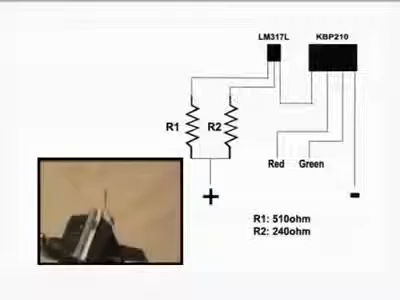 LM317L
KBP210
R1
R2
Red
Green
+
-
R1: 510ohm
R2: 240ohm